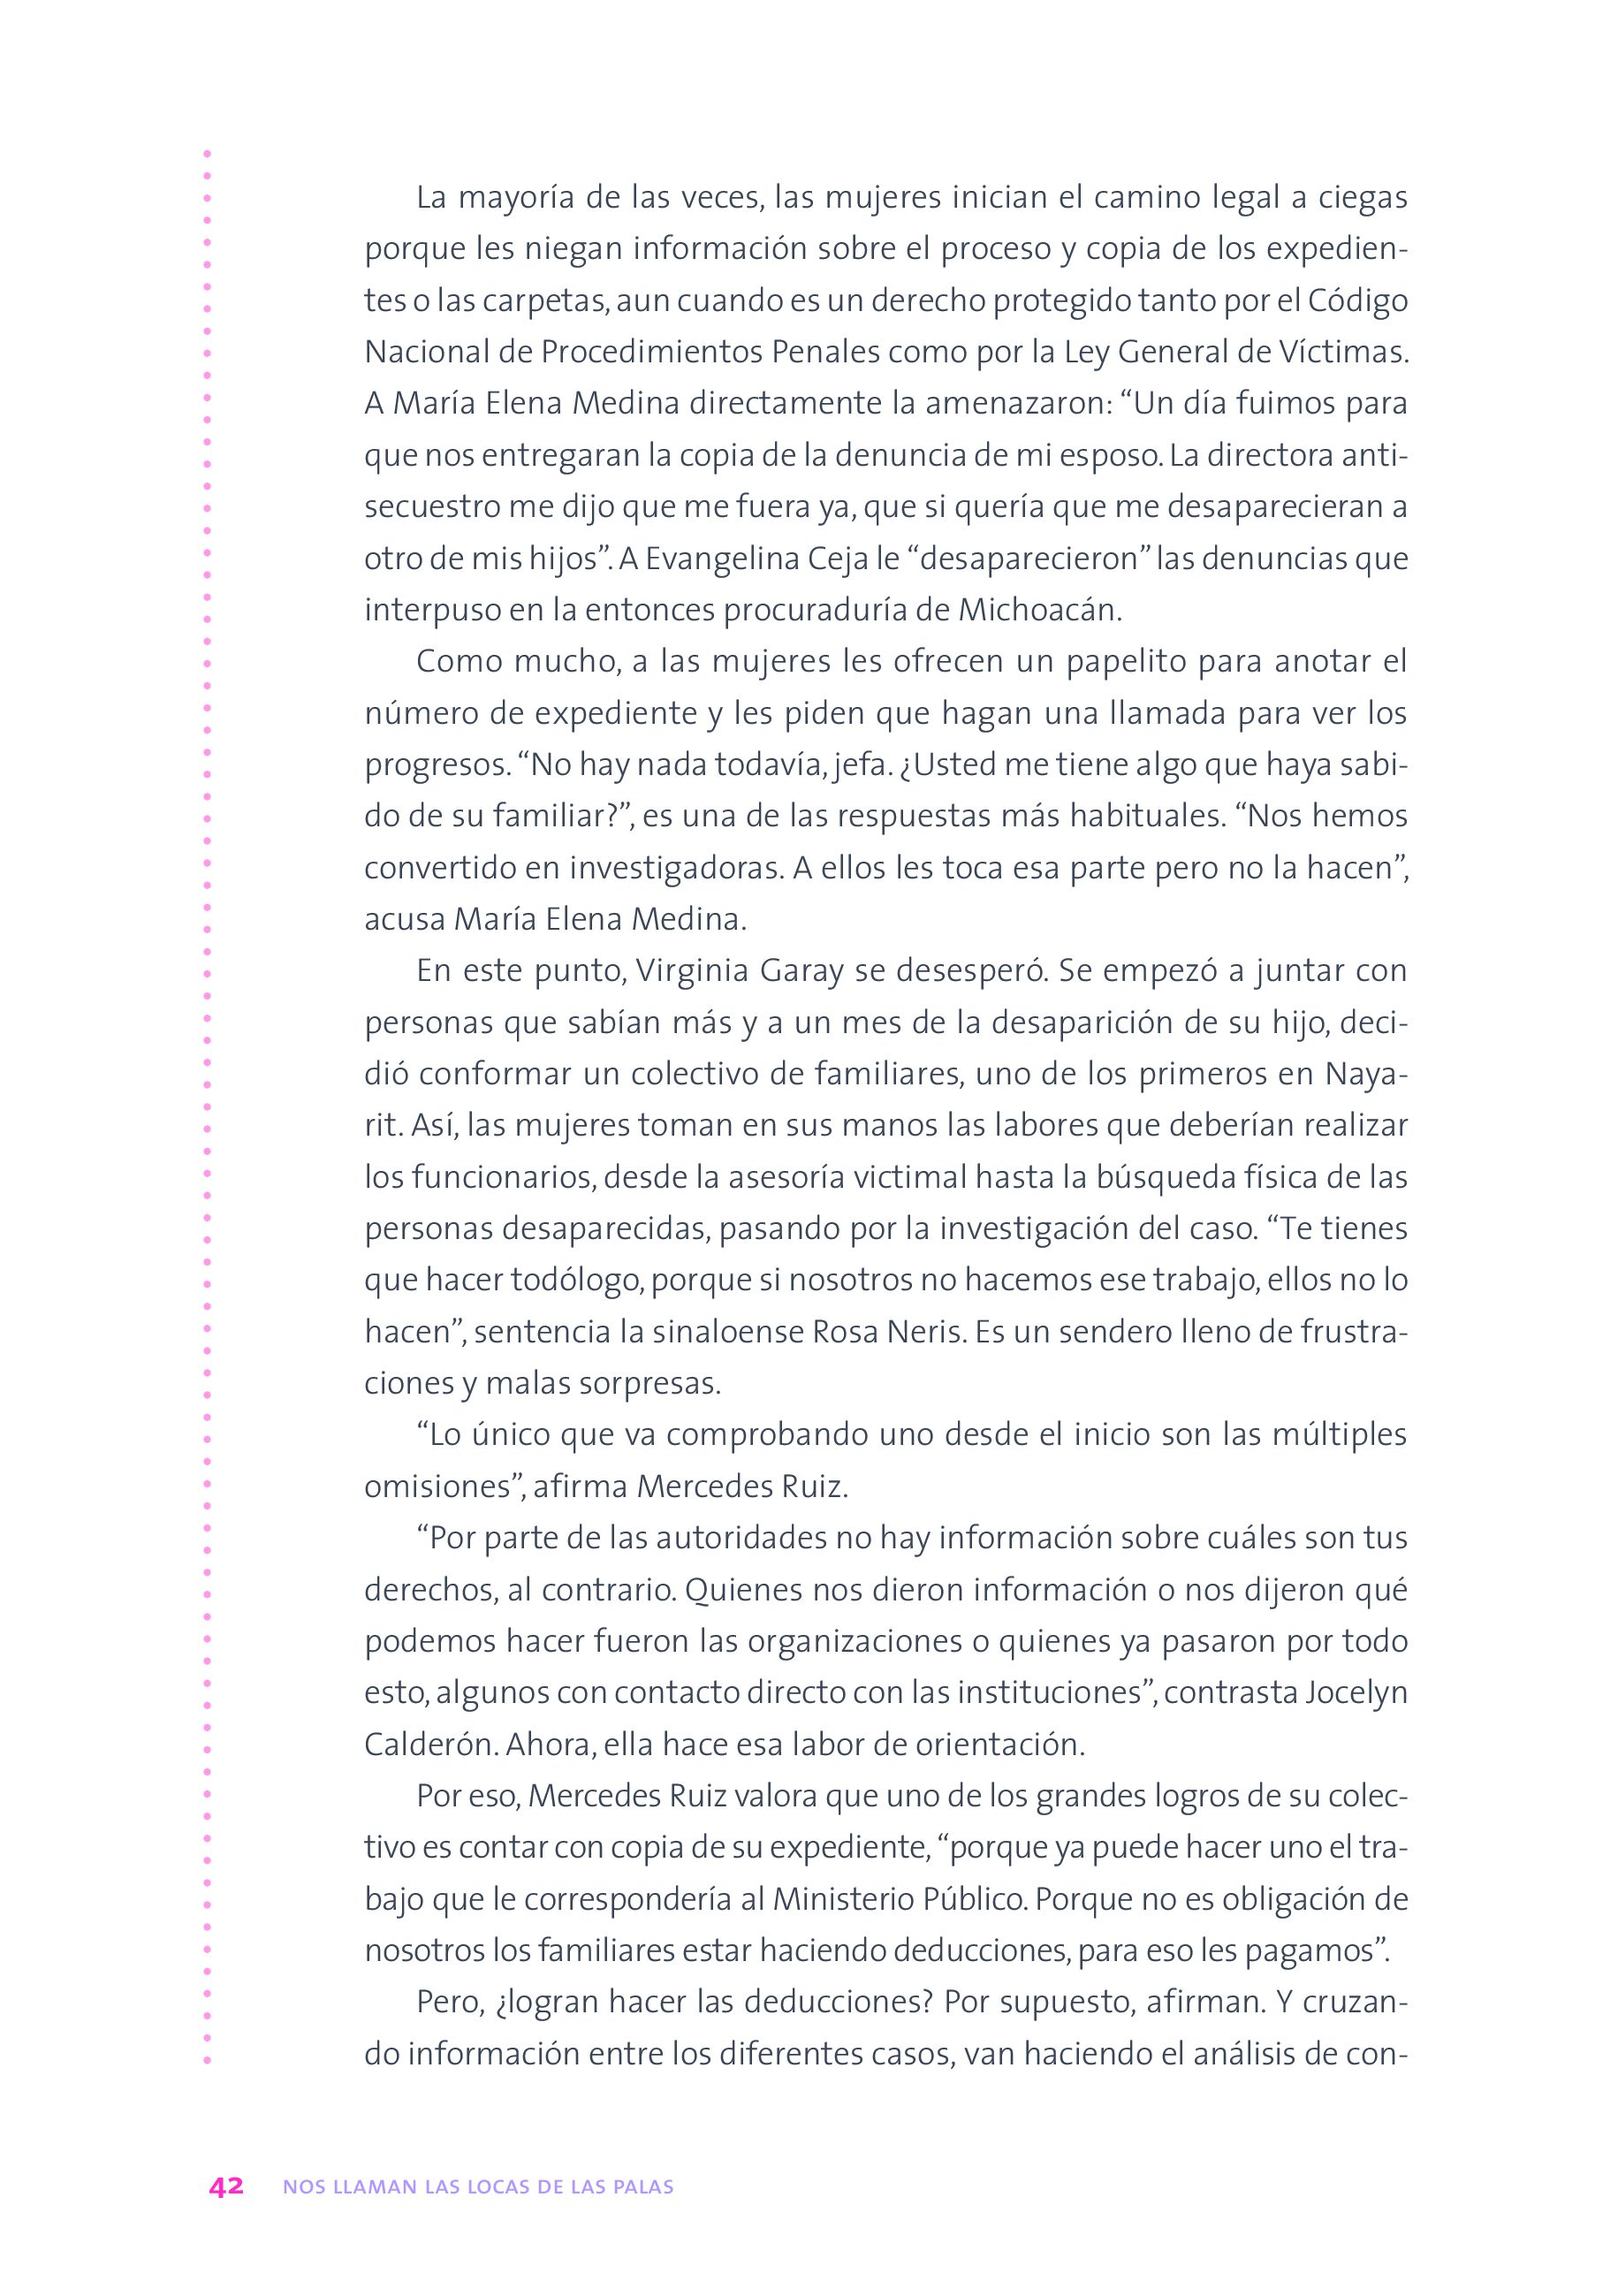 La mayoría de las veces, las mujeres inician el camino legal a ciegas
porque les niegan información sobre el proceso y copia de los expedien-
tes o las carpetas, aun cuando es un derecho protegido tanto por el Código
Nacional de Procedimientos Penales como por la Ley General de Víctimas.
A María Elena Medina directamente la amenazaron: “Un día fuimos para
que nos entregaran la copia de la denuncia de mi esposo. La directora anti-
secuestro me dijo que me fuera ya, que si quería que me desaparecieran a
otro de mis hijos”. A Evangelina Ceja le “desaparecieron” las denuncias que
interpuso en la entonces procuraduría de Michoacán.
Como mucho, a las mujeres les ofrecen un papelito para anotar el
número de expediente y les piden que hagan una llamada para ver los
progresos. “No hay nada todavía, jefa. ¿Usted me tiene algo que haya sabi-
do de su familiar?”, es una de las respuestas más habituales. “Nos hemos
convertido en investigadoras. A ellos les toca esa parte pero no la hacen”,
acusa María Elena Medina.
En este punto, Virginia Garay se desesperó. Se empezó a juntar con
personas que sabían más y a un mes de la desaparición de su hijo, deci-
dió conformar un colectivo de familiares, uno de los primeros en Naya-
rit. Así, las mujeres toman en sus manos las labores que deberían realizar
los funcionarios, desde la asesoría victimal hasta la búsqueda física de las
personas desaparecidas, pasando por la investigación del caso. “Te tienes
que hacer todólogo, porque si nosotros no hacemos ese trabajo, ellos no lo
hacen”, sentencia la sinaloense Rosa Neris. Es un sendero lleno de frustra-
ciones y malas sorpresas.
“Lo único que va comprobando uno desde el inicio son las múltiples
omisiones”, afirma Mercedes Ruiz.
“Por parte de las autoridades no hay información sobre cuáles son tus
derechos, al contrario. Quienes nos dieron información o nos dijeron qué
podemos hacer fueron las organizaciones o quienes ya pasaron por todo
esto, algunos con contacto directo con las instituciones”, contrasta Jocelyn
Calderón. Ahora, ella hace esa labor de orientación.
Por eso, Mercedes Ruiz valora que uno de los grandes logros de su colec-
tivo es contar con copia de su expediente, “porque ya puede hacer uno el tra-
bajo que le correspondería al Ministerio Público. Porque no es obligación de
nosotros los familiares estar haciendo deducciones, para eso les pagamos”.
Pero, ¿logran hacer las deducciones? Por supuesto, afirman. Y cruzan-
do información entre los diferentes casos, van haciendo el análisis de con-
42 NOS LLAMAN LAS LOCAS DE LAS PALAS